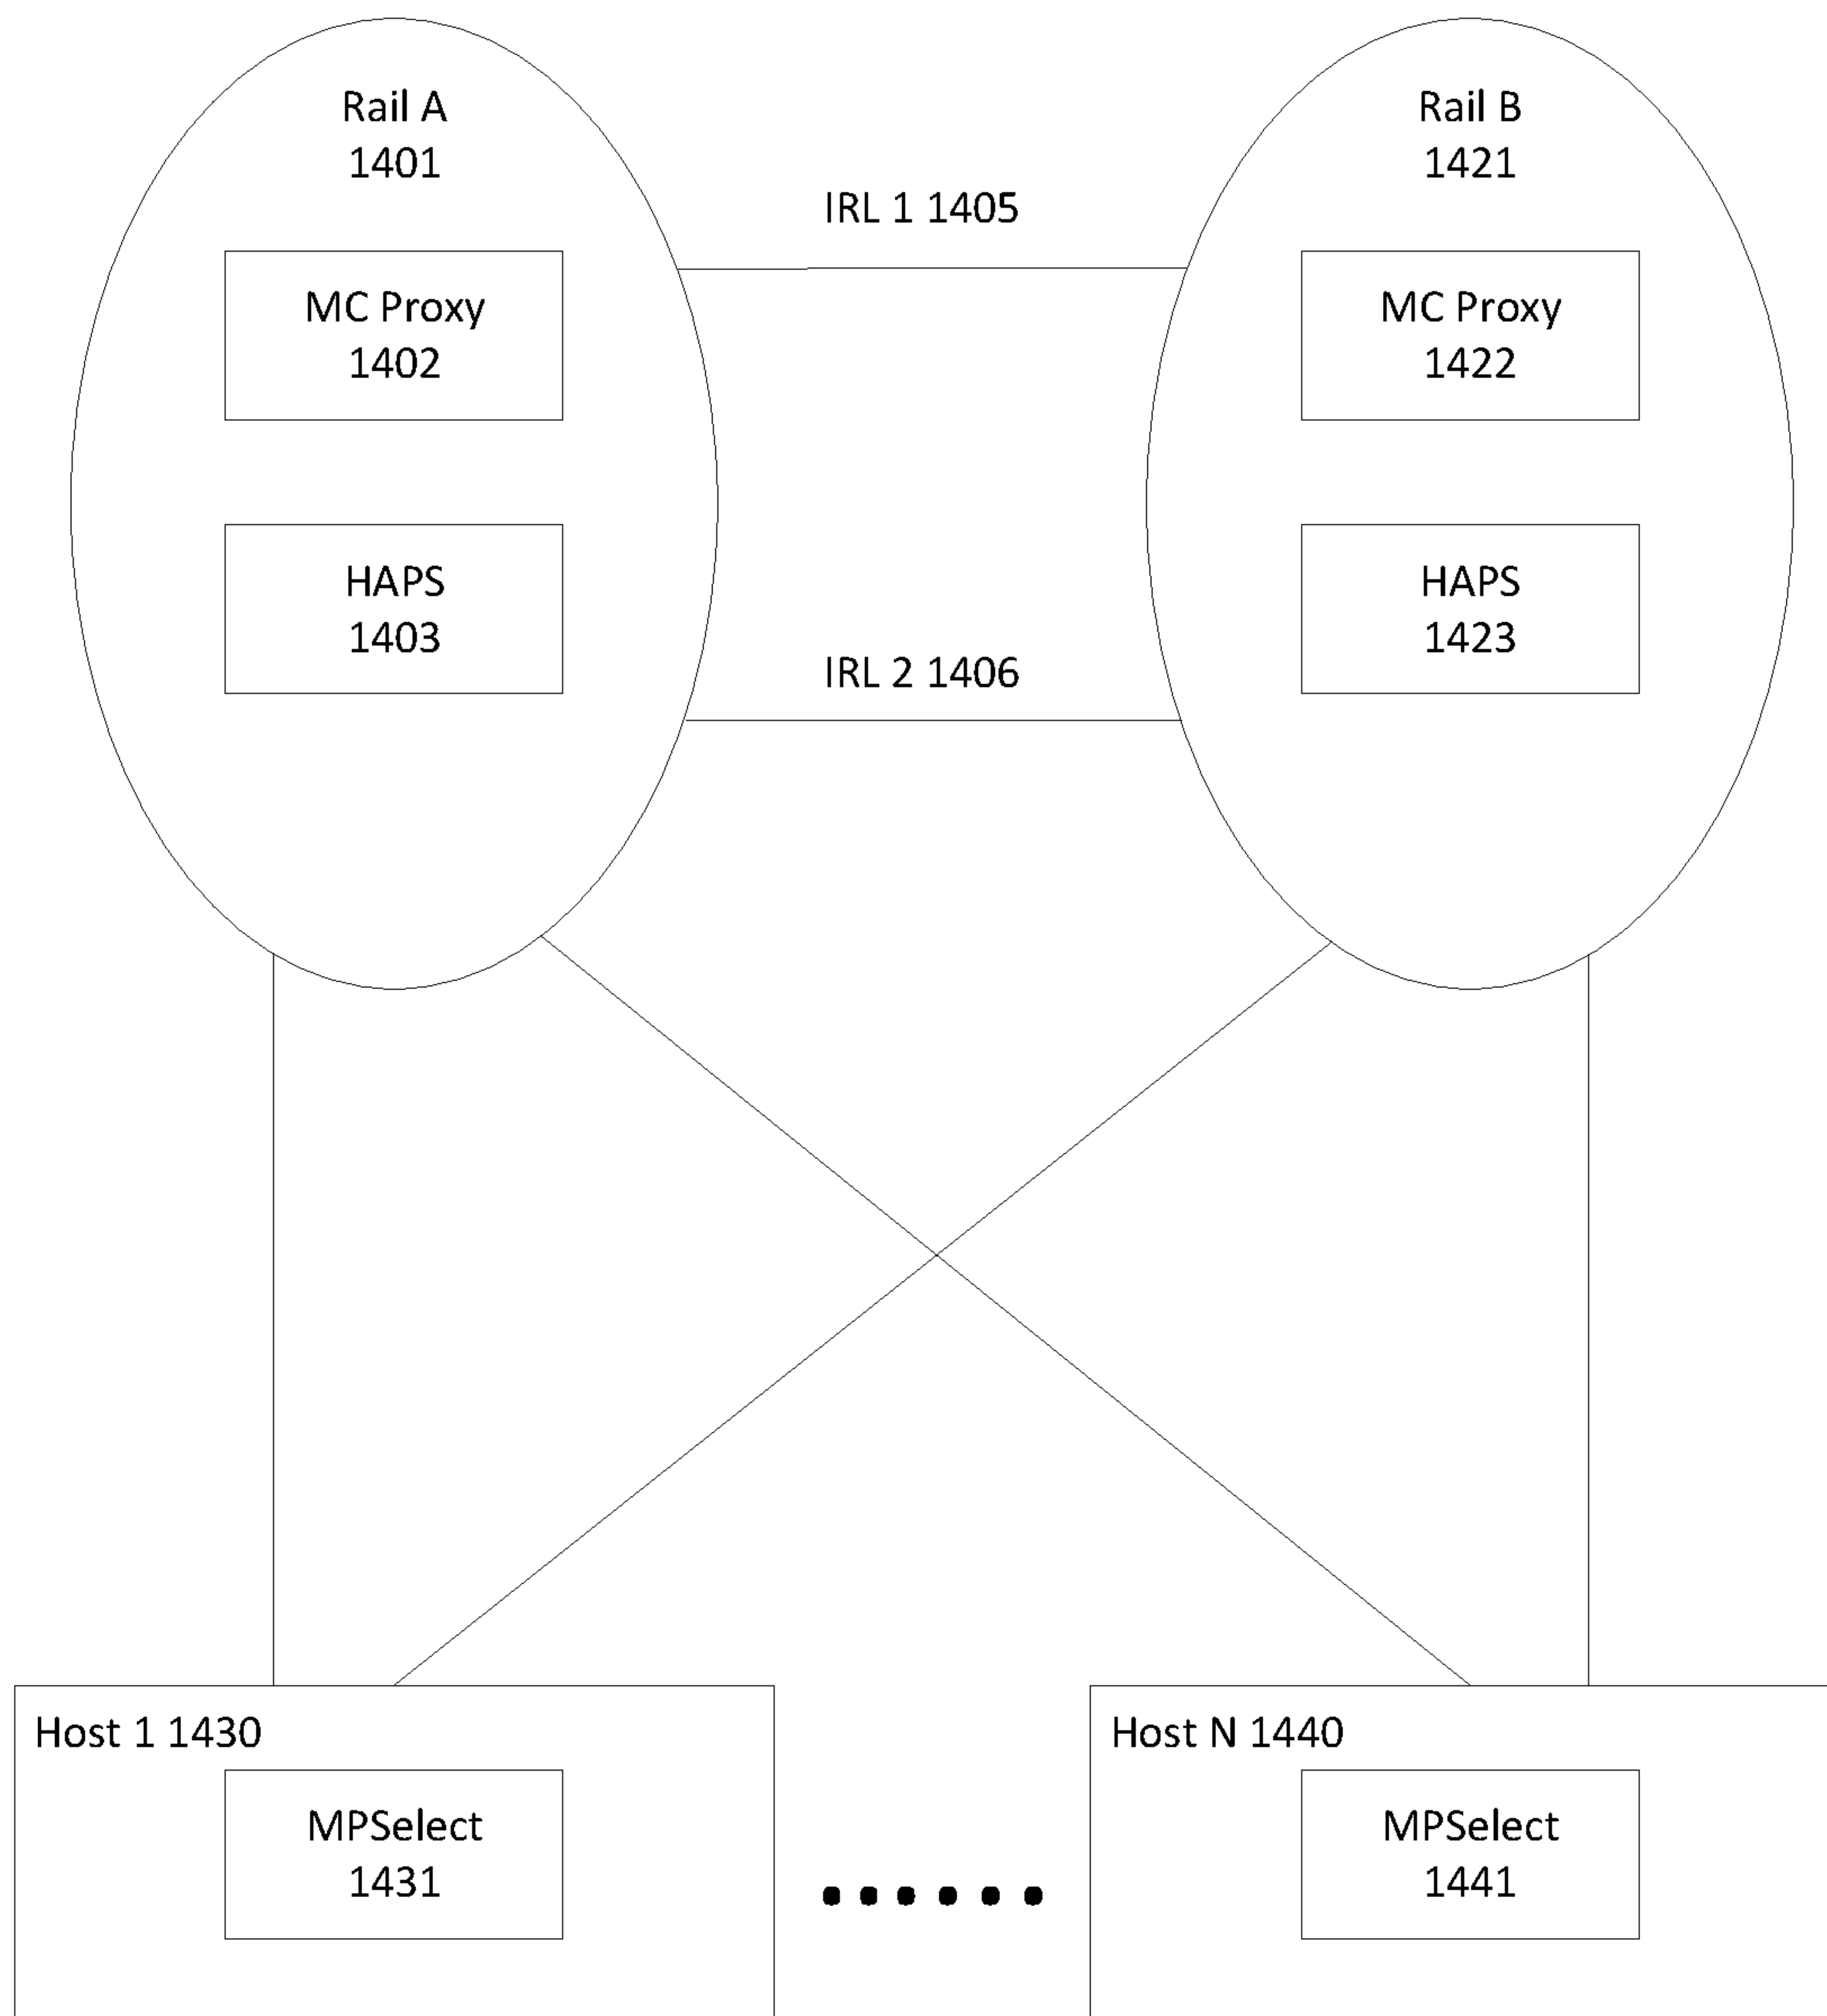 Rail A
1401
Rail B
1421
IRL 1 1405
MC Proxy
1402
MC Proxy
1422
HAPS
1403
HAPS
1423
IRL 2 1406
Host 1 1430
Host N 1440
MPSelect
1431
MPSelect
1441